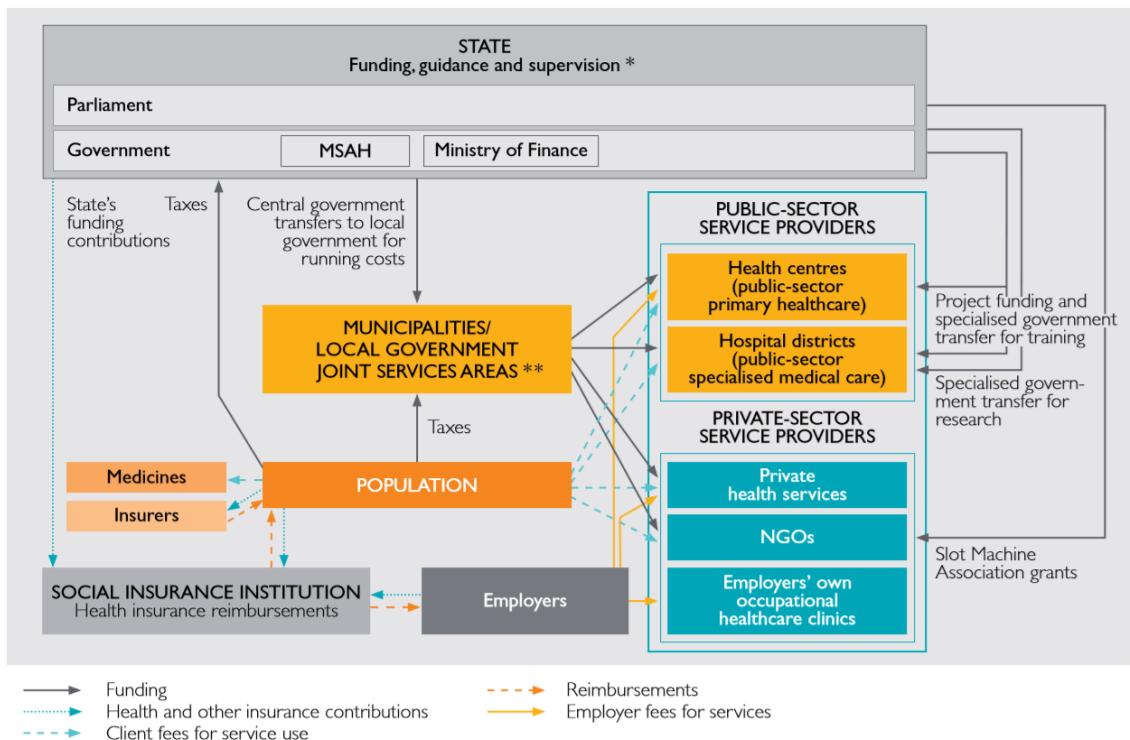 STATE
Funding, guidance and supervision *
Parliament
Government
MSAH
Ministry of Finance
State's
funding
contributions
Taxes
Central government
transfers to local
government for
running costs
PUBLIC-SECTOR
SERVICE PROVIDERS
Health centres
(public-sector
primary healthcare)
Hospital districts
(public-sector
specialised medical care)
Project funding and
specialised government
transfer for training
Specialised govern-
ment transfer for
research
MUNICIPALITIES/
LOCAL GOVERNMENT
JOINT SERVICES AREAS **
Taxes
PRIVATE-SECTOR
SERVICE PROVIDERS
Medicines
Insurers
POPULATION
Private
health services
NGOs
Slot Machine
Association grants
SOCIAL INSURANCE INSTITUTION
Health insurance reimbursements
Employers
Employers' own
occupational
healthcare clinics
Funding
Health and other insurance contributions
Client fees for service use
Reimbursements
Employer fees for services